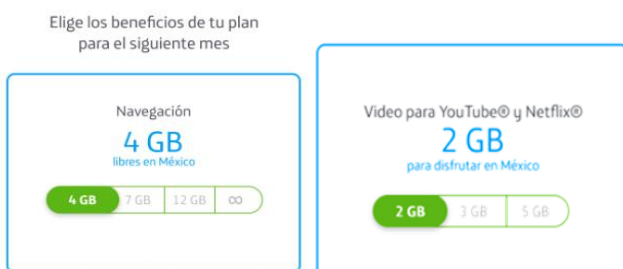 Elige los beneficios de tu plan
para el siguiente mes
Navegación
4 GB
libres en México
4 GB 7 GB 12 GB ∞
Video para YouTube® y Netflix®
2 GB
para disfrutar en México
2 GB 3 GB 5 GB